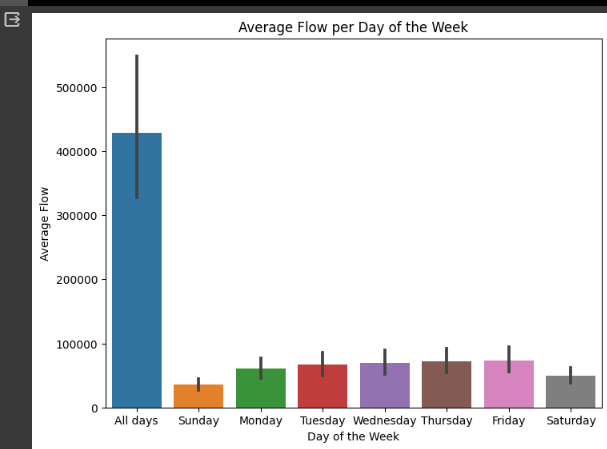 Average Flow per Day of the Week
Average Flow
500000
400000
300000
200000
100000
0
All days Sunday Monday Tuesday Wednesday Thursday Friday Saturday
Day of the Week